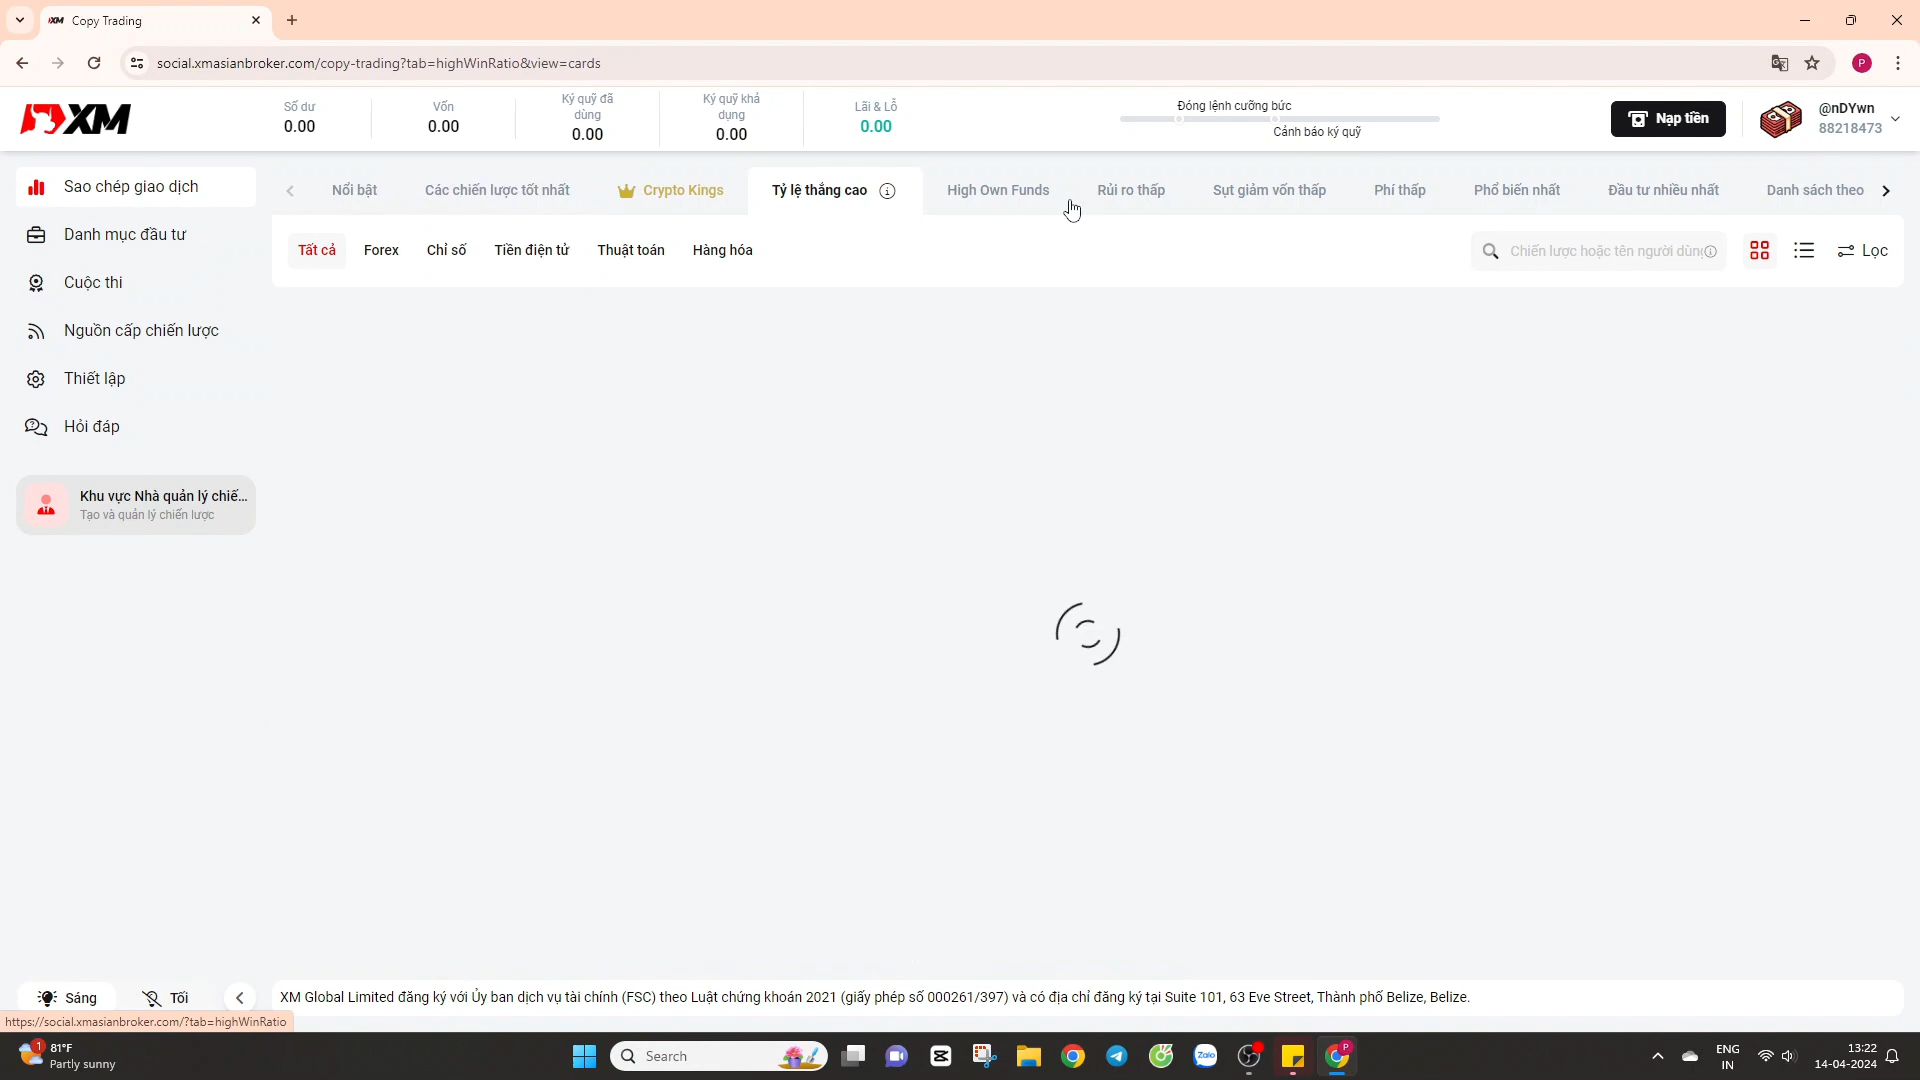 Copy Trading
social.xmasianbroker.com/copy-trading?tab=highWinRatio&view=cards
P
XM
Số dư
0.00
Vốn
0.00
Ký quỹ đã
dùng
0.00
Ký quỹ khả
dụng
0.00
Lãi & Lỗ
0.00
Đóng lệnh cưỡng bức
Cảnh báo ký quỹ
Nạp tiền
@nDYwn
88218473
Sao chép giao dịch
Danh mục đầu tư
Cuộc thi
Nguồn cấp chiến lược
Thiết lập
Hỏi đáp
Khu vực Nhà quản lý chiế...
Tạo và quản lý chiến lược
Nổi bật
Các chiến lược tốt nhất
Crypto Kings
Tỷ lệ thắng cao
High Own Funds
Rủi ro thấp
Sụt giảm vốn thấp
Phí thấp
Phổ biến nhất
Đầu tư nhiều nhất
Danh sách theo
Tất cả
Forex
Chỉ số
Tiền điện tử
Thuật toán
Hàng hóa
Chiến lược hoặc tên người dùng
Lọc
Sáng
Tối
XM Global Limited đăng ký với Ủy ban dịch vụ tài chính (FSC) theo Luật chứng khoán 2021 (giấy phép số 000261/397) và có địa chỉ đăng ký tại Suite 101, 63 Eve Street, Thành phố Belize, Belize.
https://social.xmasianbroker.com/?tab=highWinRatio
1
81°F
Partly sunny
Search
Zalo
P
ENG
IN
13:22
14-04-2024